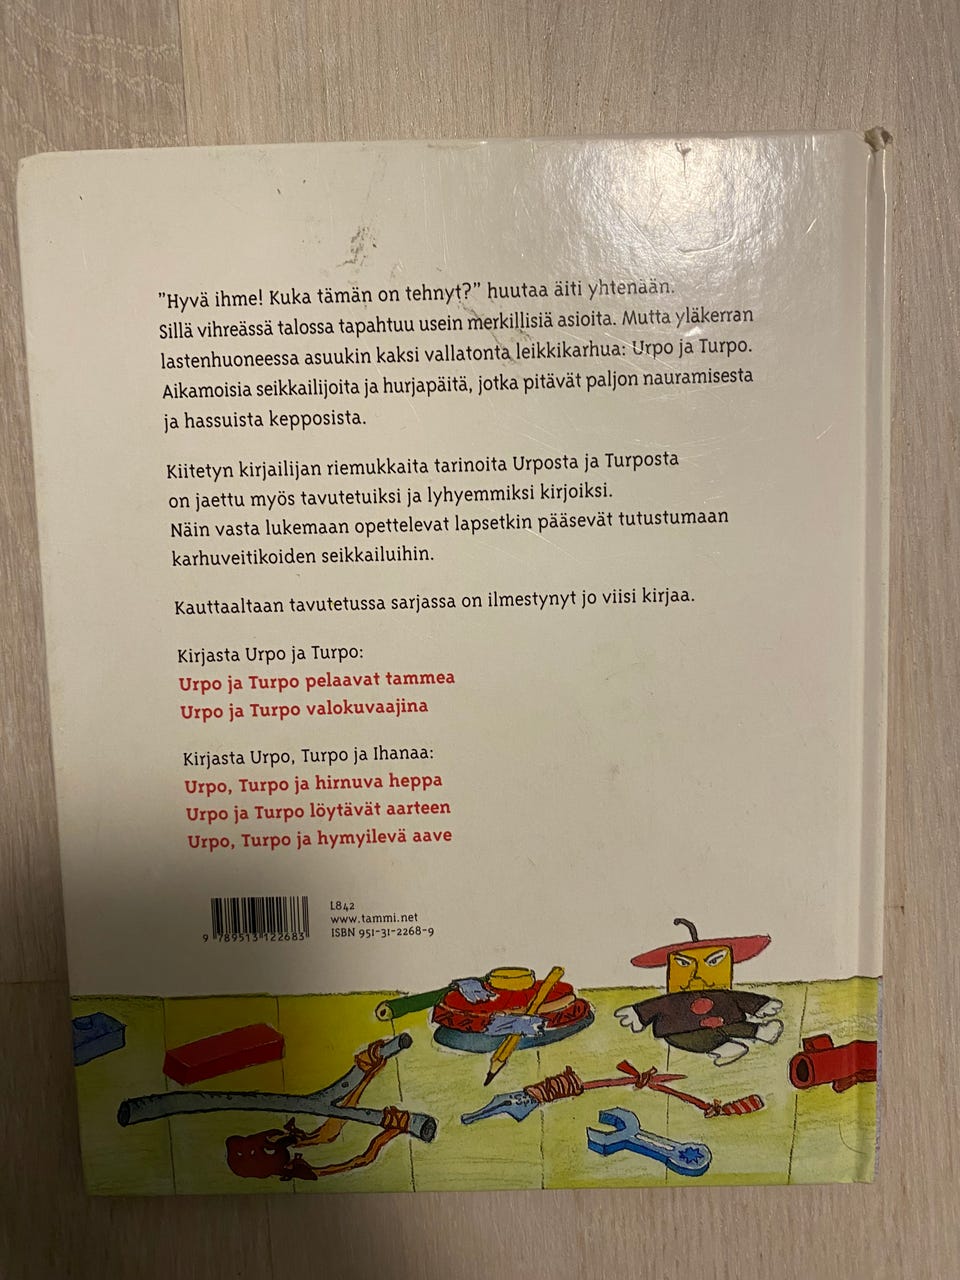 "Hyvä ihme! Kuka tämän on tehnyt?" huutaa äiti yhtenään.
Sillä vihreässä talossa tapahtuu usein merkillisiä asioita. Mutta yläkerran
lastenhuoneessa asuukin kaksi vallatonta leikkikarhua: Urpo ja Turpo.
Aikamoisia seikkailijoita ja hurjapäitä, jotka pitävät paljon nauramisesta
ja hassuista kepposista.
Kiitetyn kirjailijan riemukkaita tarinoita Urposta ja Turposta
on jaettu myös tavutetuiksi ja lyhyemmiksi kirjoiksi.
Näin vasta lukemaan opettelevat lapsetkin pääsevät tutustumaan
karhuveitikoiden seikkailuihin.
Kauttaaltaan tavutetussa sarjassa on ilmestynyt jo viisi kirjaa.
Kirjasta Urpo ja Turpo:
Urpo ja Turpo pelaavat tammea
Urpo ja Turpo valokuvaajina
Kirjasta Urpo, Turpo ja Ihanaa:
Urpo, Turpo ja hirnuva heppa
Urpo ja Turpo löytävät aarteen
Urpo, Turpo ja hymyilevä aave
L842
www.tammi.net
ISBN 951-31-2268-9
9 789513 122683